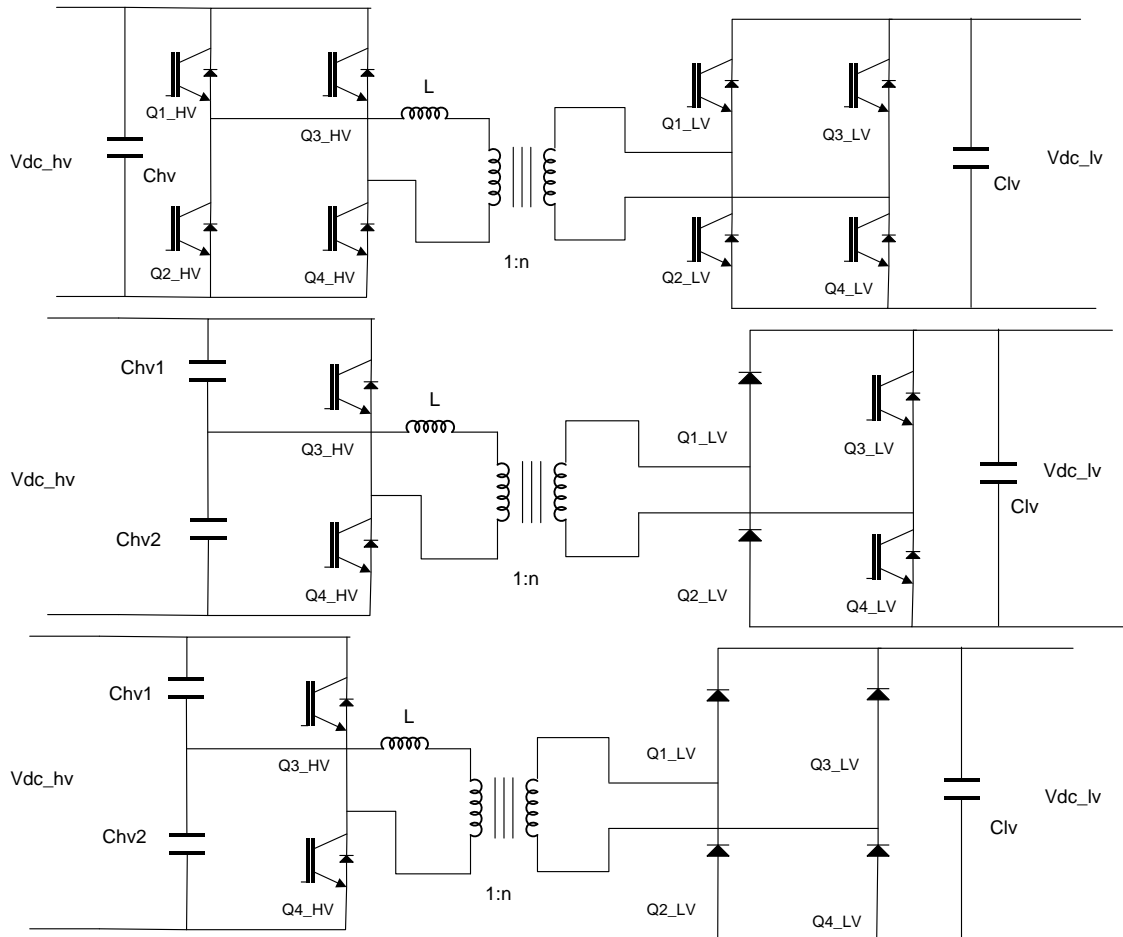 L
Q1_HV
Q3_HV
Q1_LV
Q3_LV
Vdc_hv
Chv
Vdc_lv
Clv
Q2_HV
Q4_HV
1:n
Q2_LV
Q4_LV
Chv1
L
Q3_HV
Q1_LV
Q3_LV
Vdc_hv
Vdc_lv
Clv
Chv2
1:n
Q4_HV
Q2_LV
Q4_LV
Chv1
L
Q3_HV
Q1_LV
Q3_LV
Vdc_hv
Vdc_lv
Clv
Chv2
1:n
Q4_HV
Q2_LV
Q4_LV